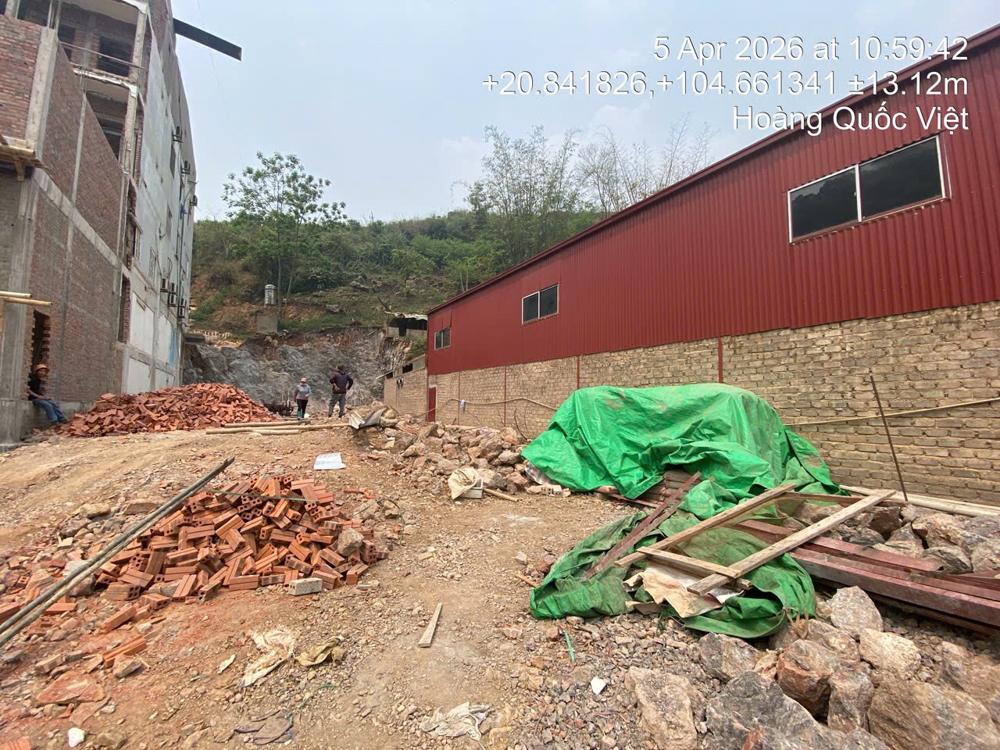 5 Apr 2026 at 10:59:42
+20.841826,+104.661341 ±13.12m
Hoàng Quốc Việt